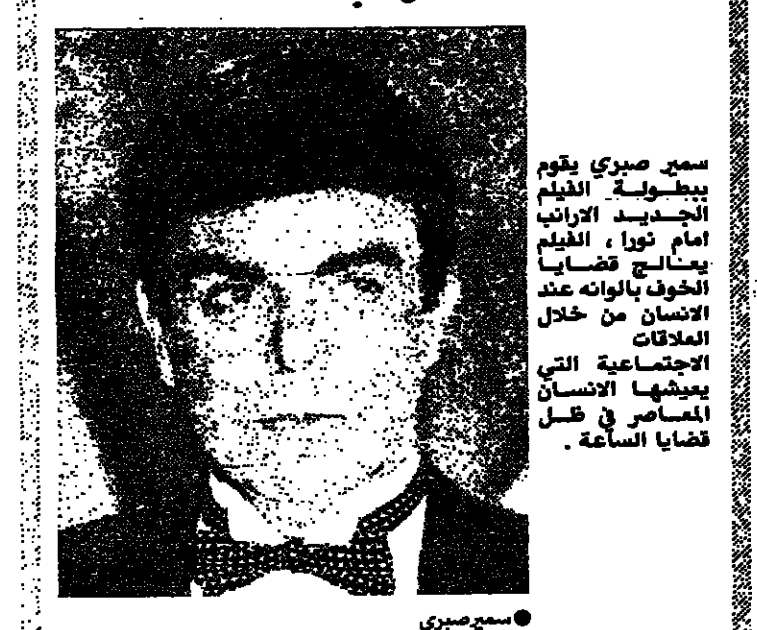 سمير صبري يقوم
ببطولة الفيلم
الجديد الارانب
امام نورا ، الفيلم
يعالج قضايا
الخوف بالوانه عند
الانسان من خلال
العلاقات
الاجتماعية التي
يعيشها الانسان
المعاصر في ظل
قضايا الساعة .
●سمير صبري